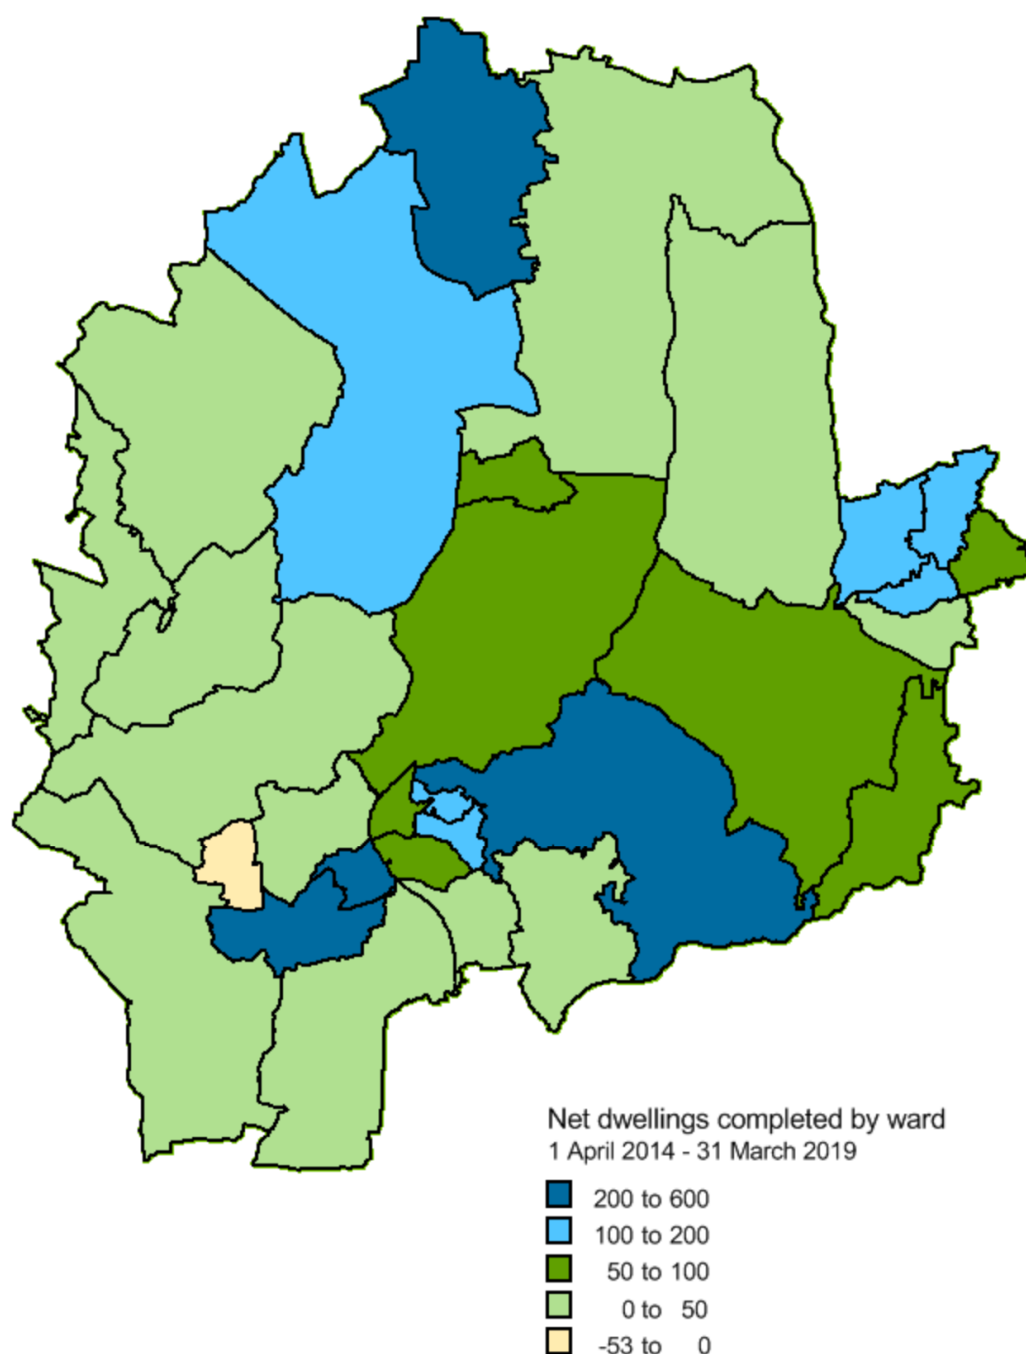 Net dwellings completed by ward
1 April 2014 - 31 March 2019
200 to 600
100 to 200
50 to 100
0 to 50
-53 to 0